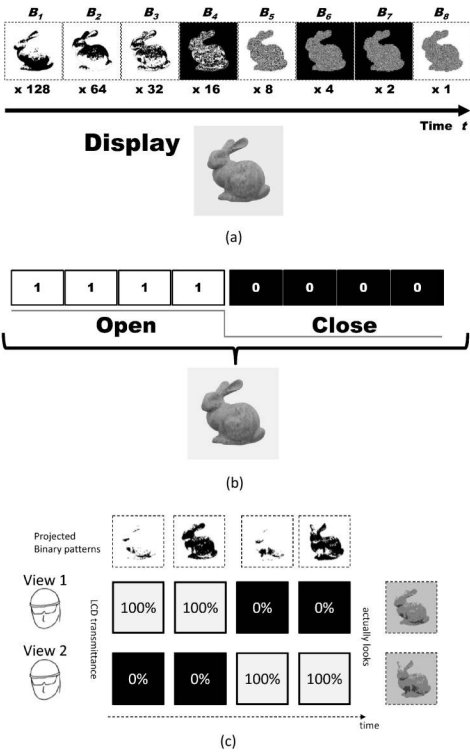 B1 B2 B3 B4 B5 B6 B7 B8
x 128 x 64 x 32 x 16 x 8 x 4 x 2 x 1
Time t
Display
(a)
1 1 1 1 0 0 0 0
Open Close
(b)
Projected
Binary patterns
View 1
LCD transmittance
100% 100% 0% 0%
actually looks
View 2
0% 0% 100% 100%
time
(c)